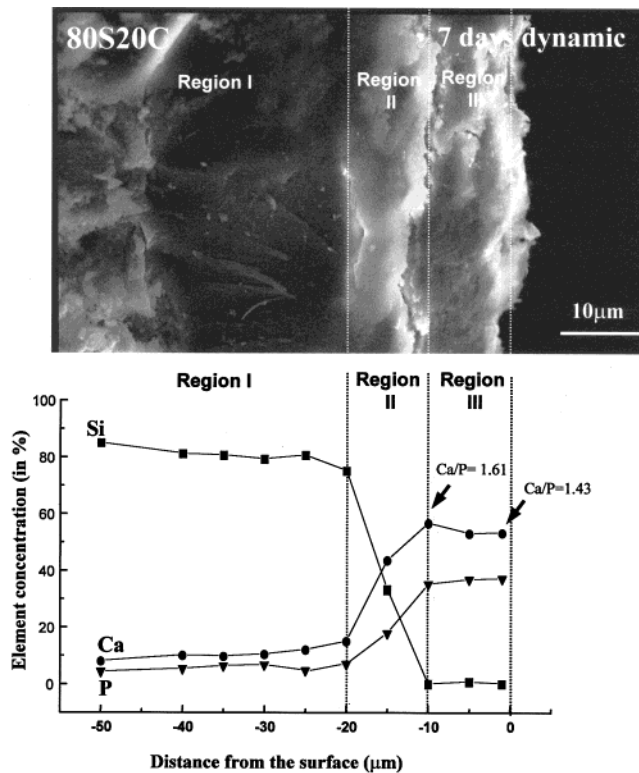 80S20C
7 days dynamic
Region I
Region
II
Region
III
10μm
Region I
Region
II
Region
III
100
80
60
40
20
0
Element concentration (in %)
Si
Ca
P
Ca/P= 1.61
Ca/P=1.43
-50
-40
-30
-20
-10
0
Distance from the surface (μm)